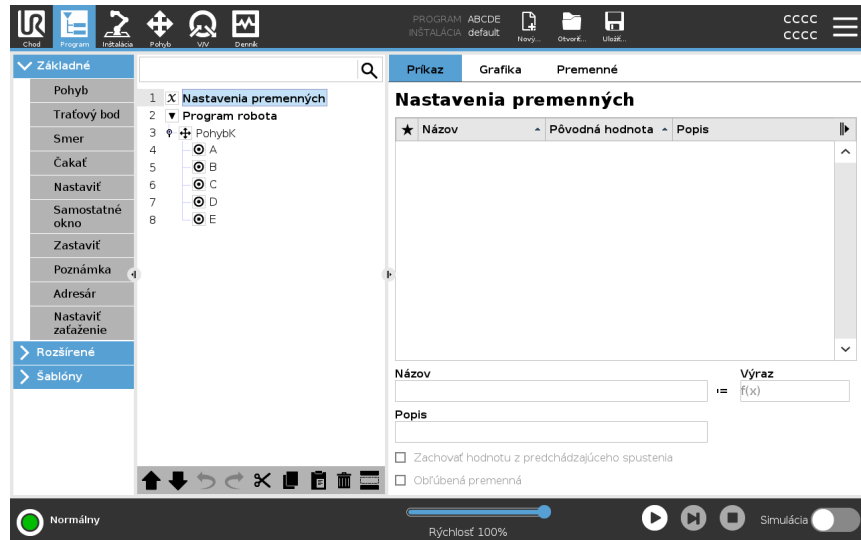 UR
Chod
Program
Inštalácia
Pohyb
V/V
Denník
PROGRAM ABCDE
INŠTALÁCIA default
Nový...
Otvoriť...
Uložiť...
CCCC
CCCC
Základné
Pohyb
Traťový bod
Smer
Čakať
Nastaviť
Samostatné
okno
Zastaviť
Poznámka
Adresár
Nastaviť
zaťaženie
Rozšírené
Šablóny
1 X Nastavenia premenných
2 Program robota
3 PohybK
4 A
5 B
6 C
7 D
8 E
Príkaz
Grafika
Premenné
Nastavenia premenných
Názov
Pôvodná hodnota
Popis
Názov
Výraz
:=
f(x)
Popis
Zachovať hodnotu z predchádzajúceho spustenia
Obľúbená premenná
Normálny
Rýchlosť 100%
Simulácia